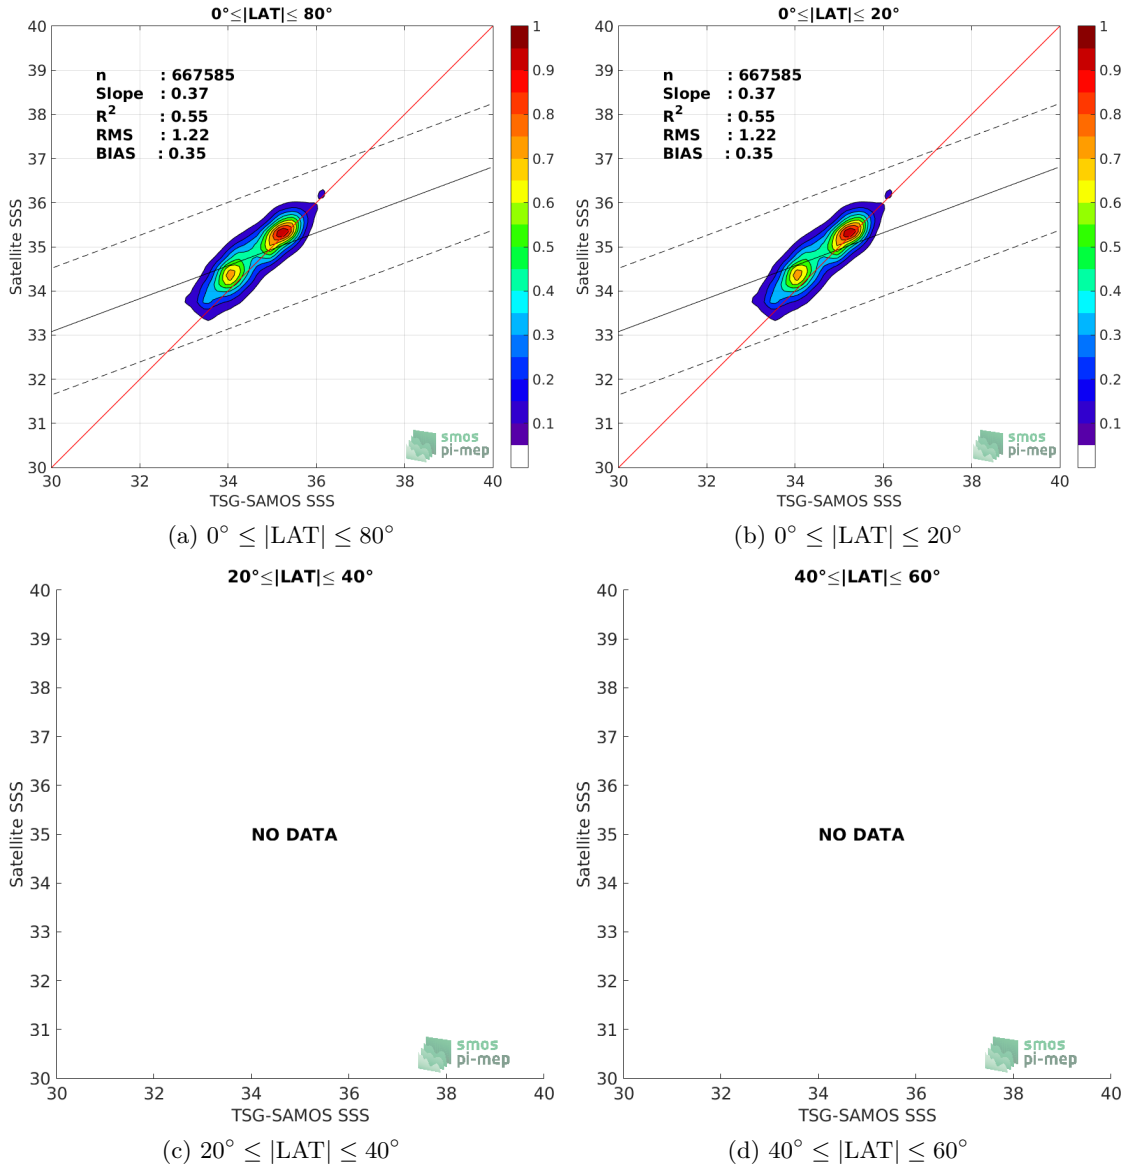 0°≤|LAT|≤ 80°
40
39
38
37
36
35
34
33
32
31
30
Satellite SSS
n : 667585
Slope : 0.37
R² : 0.55
RMS : 1.22
BIAS : 0.35
1
0.9
0.8
0.7
0.6
0.5
0.4
0.3
0.2
0.1
smos
pi-mep
30 32 34 36 38 40
TSG-SAMOS SSS
(a) 0° ≤ |LAT| ≤ 80°
0°≤|LAT|≤ 20°
40
39
38
37
36
35
34
33
32
31
30
Satellite SSS
n : 667585
Slope : 0.37
R² : 0.55
RMS : 1.22
BIAS : 0.35
1
0.9
0.8
0.7
0.6
0.5
0.4
0.3
0.2
0.1
smos
pi-mep
30 32 34 36 38 40
TSG-SAMOS SSS
(b) 0° ≤ |LAT| ≤ 20°
20°≤|LAT|≤ 40°
40
39
38
37
36
35
34
33
32
31
30
Satellite SSS
NO DATA
smos
pi-mep
30 32 34 36 38 40
TSG-SAMOS SSS
(c) 20° ≤ |LAT| ≤ 40°
40°≤|LAT|≤ 60°
40
39
38
37
36
35
34
33
32
31
30
Satellite SSS
NO DATA
smos
pi-mep
30 32 34 36 38 40
TSG-SAMOS SSS
(d) 40° ≤ |LAT| ≤ 60°